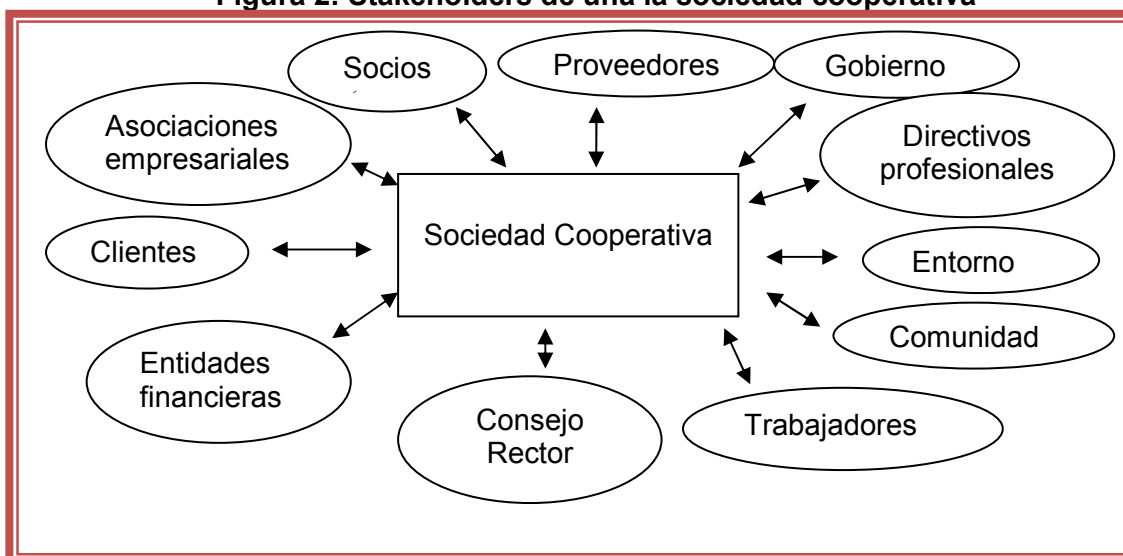 Figura 2. Stakeholders de una la sociedad cooperativa
Socios
Proveedores
Gobierno
Asociaciones
empresariales
Directivos
profesionales
Sociedad Cooperativa
Clientes
Entorno
Comunidad
Entidades
financieras
Consejo
Rector
Trabajadores